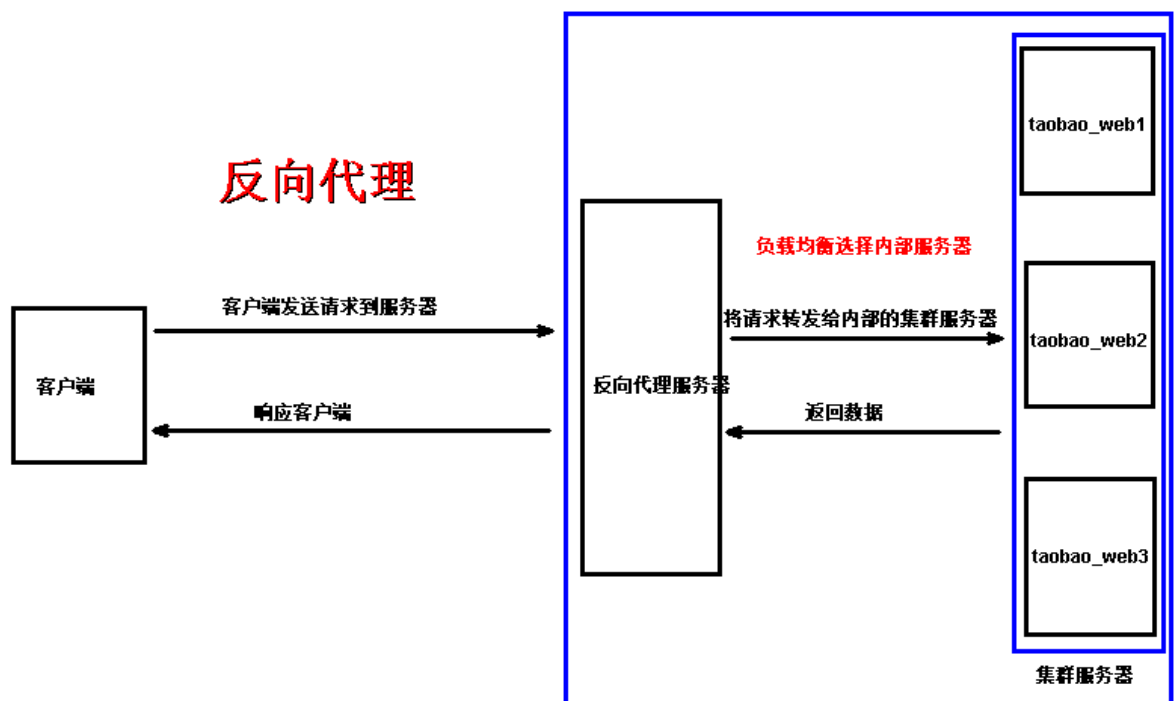 反向代理
客户端
客户端发送请求到服务器
响应客户端
反向代理服务器
负载均衡选择内部服务器
将请求转发给内部的集群服务器
返回数据
taobao_web1
taobao_web2
taobao_web3
集群服务器